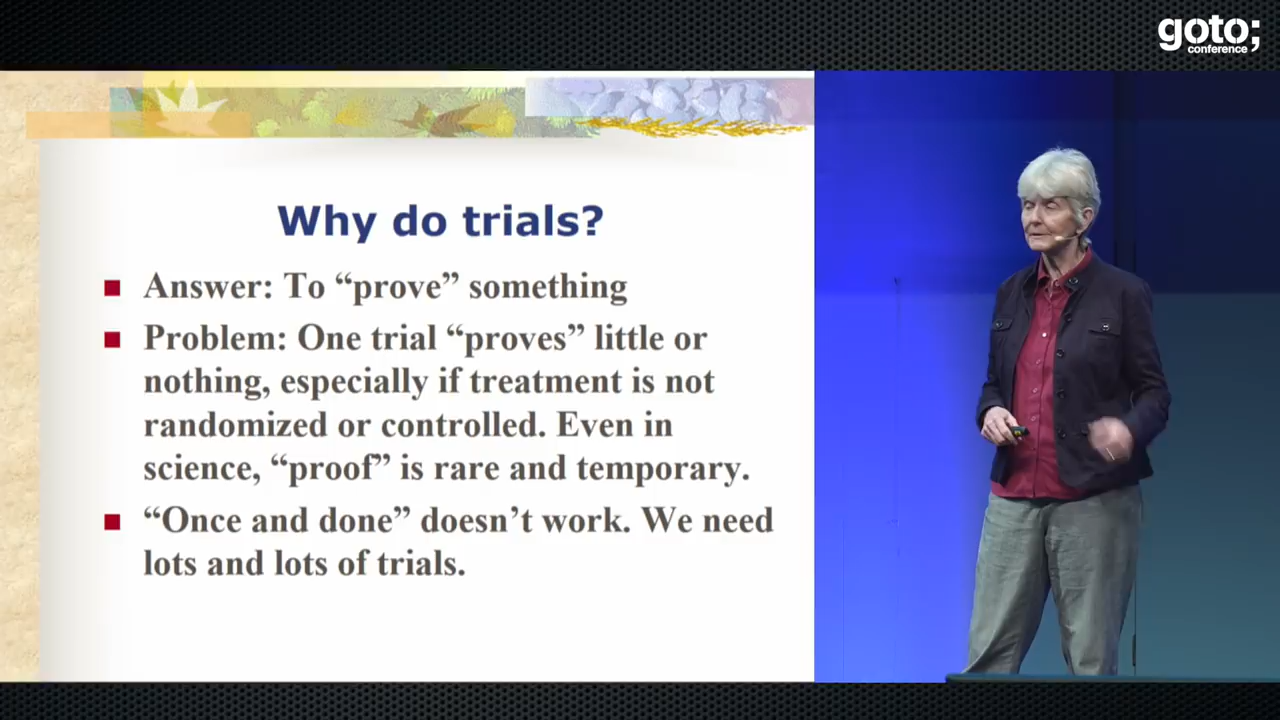 goto;
conference
Why do trials?
Answer: To “prove” something
Problem: One trial “proves” little or
nothing, especially if treatment is not
randomized or controlled. Even in
science, “proof” is rare and temporary.
“Once and done” doesn’t work. We need
lots and lots of trials.